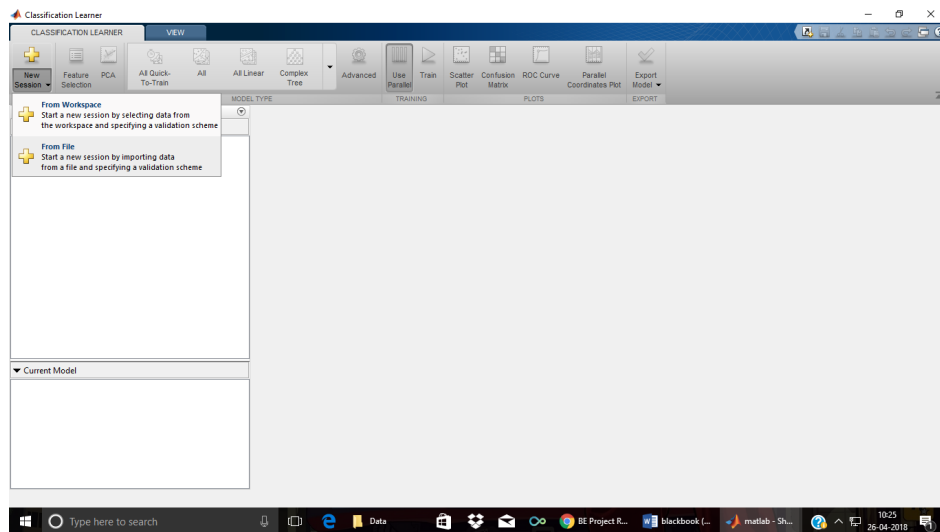 Classification Learner
CLASSIFICATION LEARNER
VIEW
New Session
Feature Selection
PCA
All Quick-To-Train
All
All Linear
Complex Tree
Advanced
Use Parallel
Train
Scatter Plot
Confusion Matrix
ROC Curve
Parallel Coordinates Plot
Export Model
MODEL TYPE
TRAINING
PLOTS
EXPORT
From Workspace
Start a new session by selecting data from
the workspace and specifying a validation scheme
From File
Start a new session by importing data
from a file and specifying a validation scheme
Current Model
Type here to search
Data
BE Project R...
blackbook (...
matlab - Sh...
10:25
26-04-2018